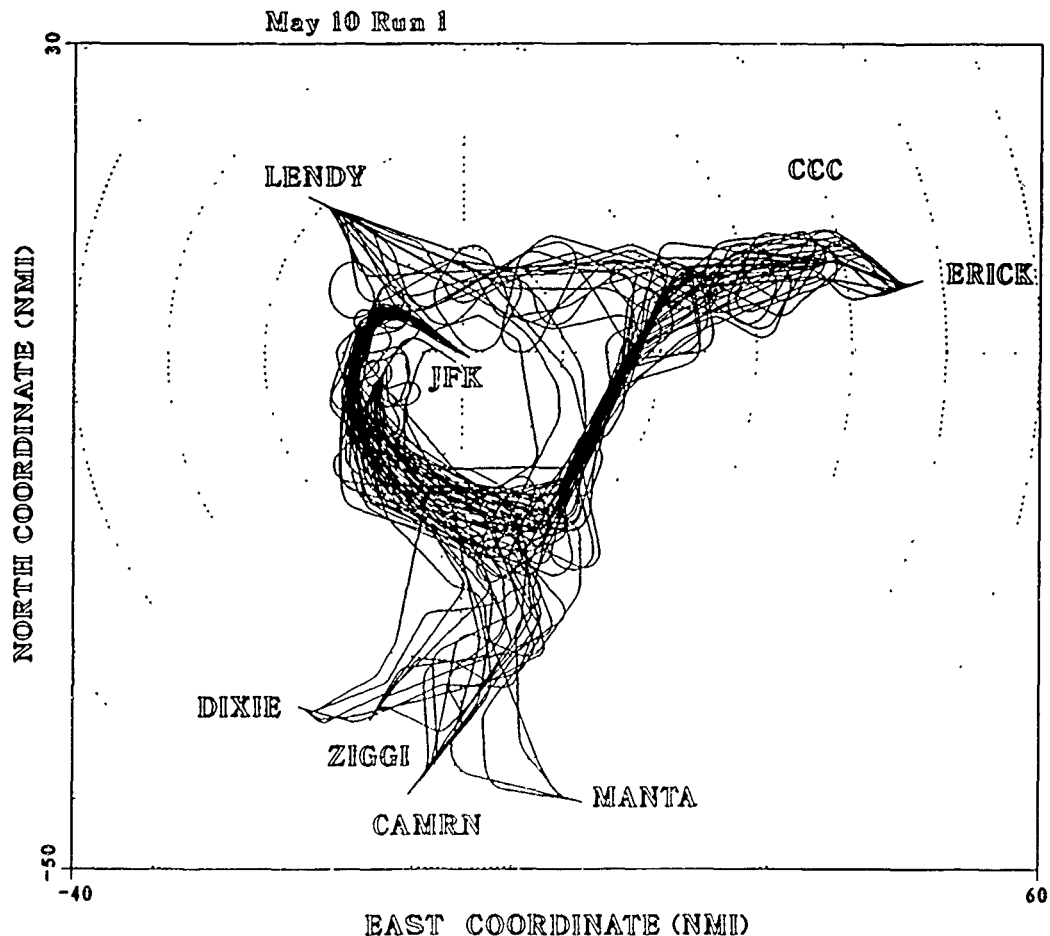 May 10 Run 1
30
LENDY
CCC
ERICK
JFK
NORTH COORDINATE (NMI)
DIXIE
ZIGGI
MANTA
CAMRN
-50
-40
60
EAST COORDINATE (NMI)